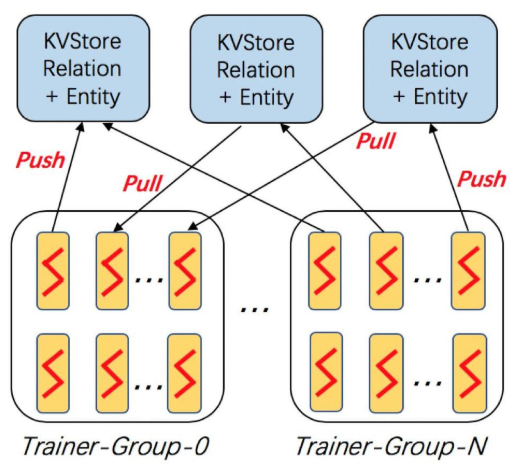 KVStore
Relation
+ Entity
KVStore
Relation
+ Entity
KVStore
Relation
+ Entity
Push
Pull
Pull
Push
...
...
...
...
...
Trainer-Group-0
Trainer-Group-N